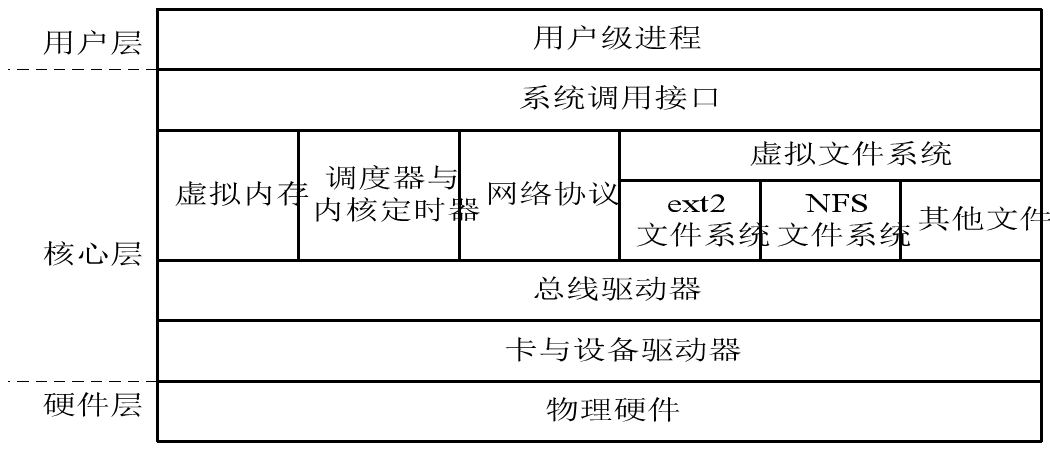 用户层
用户级进程
系统调用接口
核心层
虚拟内存
调度器与
内核定时器
网络协议
虚拟文件系统
ext2
文件系统
NFS
文件系统
其他文件
总线驱动器
卡与设备驱动器
硬件层
物理硬件